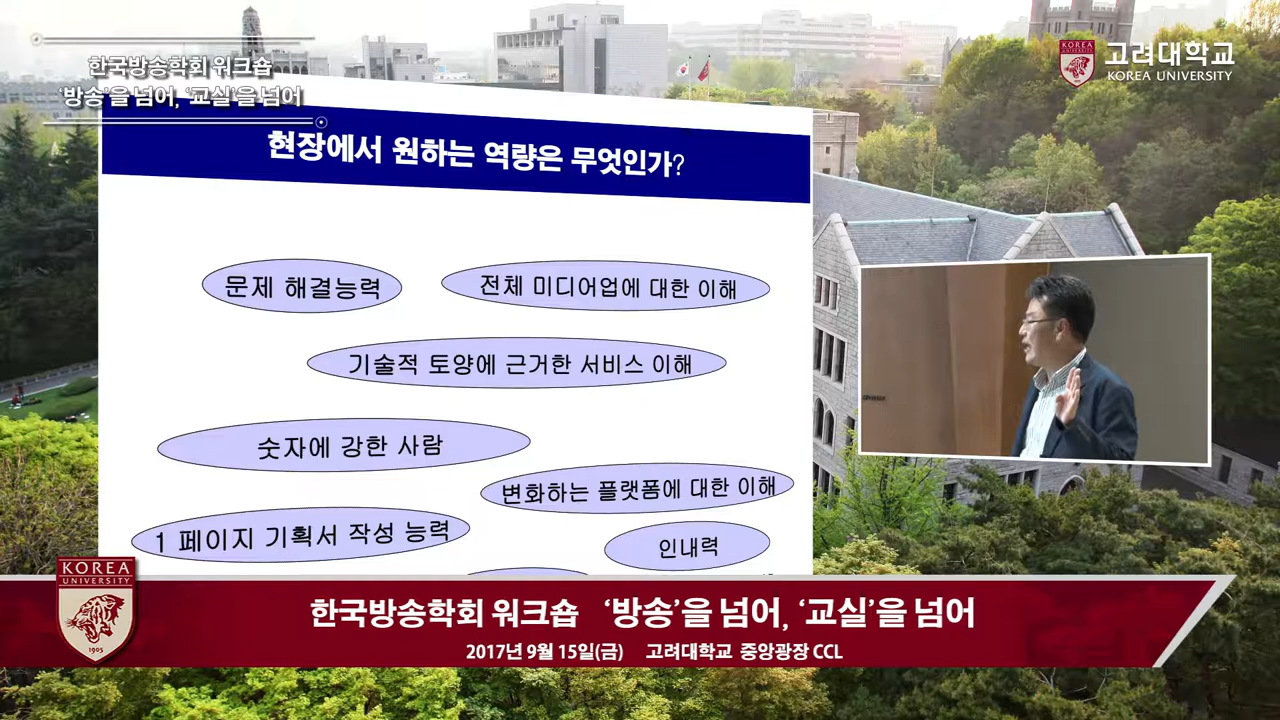 한국방송학회 워크숍
‘방송’을 넘어, ‘교실’을 넘어
KOREA
고려대학교
KOREA UNIVERSITY
현장에서 원하는 역량은 무엇인가?
문제 해결능력
전체 미디어업에 대한 이해
기술적 토양에 근거한 서비스 이해
숫자에 강한 사람
변화하는 플랫폼에 대한 이해
1 페이지 기획서 작성 능력
인내력
KOREA
UNIVERSITY
1905
한국방송학회 워크숍 ‘방송’을 넘어, ‘교실’을 넘어
2017년 9월 15일(금) 고려대학교 중앙광장 CCL